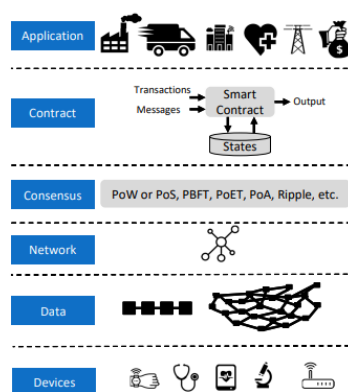 Application
$
Contract
Transactions
Messages
Smart
Contract
Output
States
Consensus
PoW or PoS, PBFT, PoET, PoA, Ripple, etc.
Network
Data
Devices